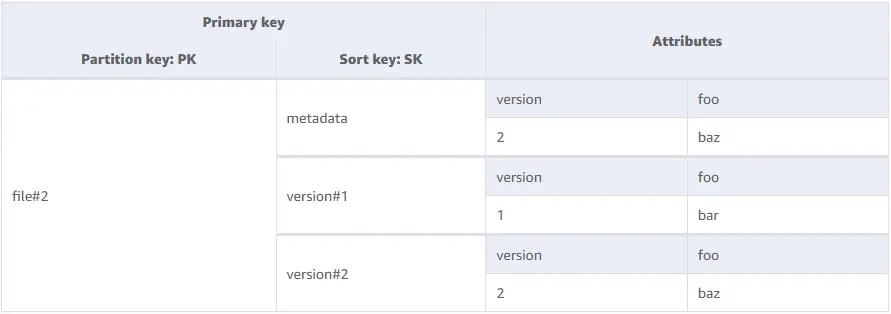 Primary key
Attributes
Partition key: PK Sort key: SK
file#2
metadata
version foo
2 baz
version#1
version foo
1 bar
version#2
version foo
2 baz